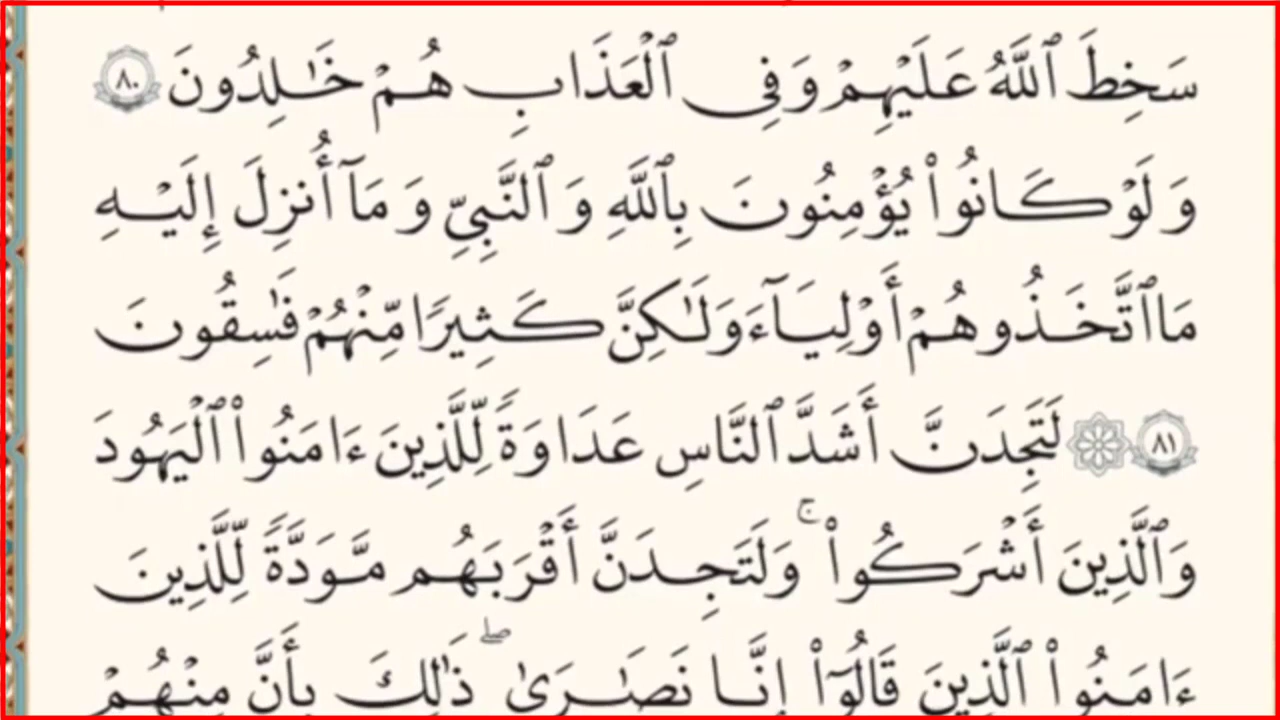 سَخِطَ ٱللَّهُ عَلَيْهِمْ وَفِى ٱلْعَذَابِ هُمْ خَـٰلِدُونَ ٨٠
وَلَوْ كَانُوا۟ يُؤْمِنُونَ بِٱللَّهِ وَٱلنَّبِىِّ وَمَآ أُنزِلَ إِلَيْهِ
مَا ٱتَّخَذُوهُمْ أَوْلِيَآءَ وَلَـٰكِنَّ كَثِيرًا مِّنْهُمْ فَـٰسِقُونَ
٨١ ۞ لَتَجِدَنَّ أَشَدَّ ٱلنَّاسِ عَدَاوَةً لِّلَّذِينَ ءَامَنُوا۟ ٱلْيَهُودَ
وَٱلَّذِينَ أَشْرَكُوا۟ ۚ وَلَتَجِدَنَّ أَقْرَبَهُم مَّوَدَّةً لِّلَّذِينَ
ءَامَنُوا۟ ٱلَّذِينَ قَالُوٓا۟ إِنَّا نَصَـٰرَىٰ ۖ ذَٰلِكَ بِأَنَّ مِنْهُمْ